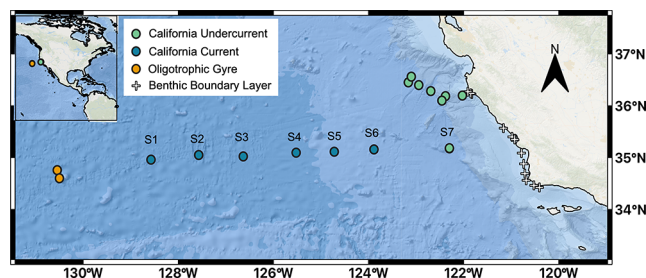 California Undercurrent
California Current
Oligotrophic Gyre
Benthic Boundary Layer
N
37°N
36°N
35°N
34°N
S1 S2 S3 S4 S5 S6 S7
130°W 128°W 126°W 124°W 122°W 120°W